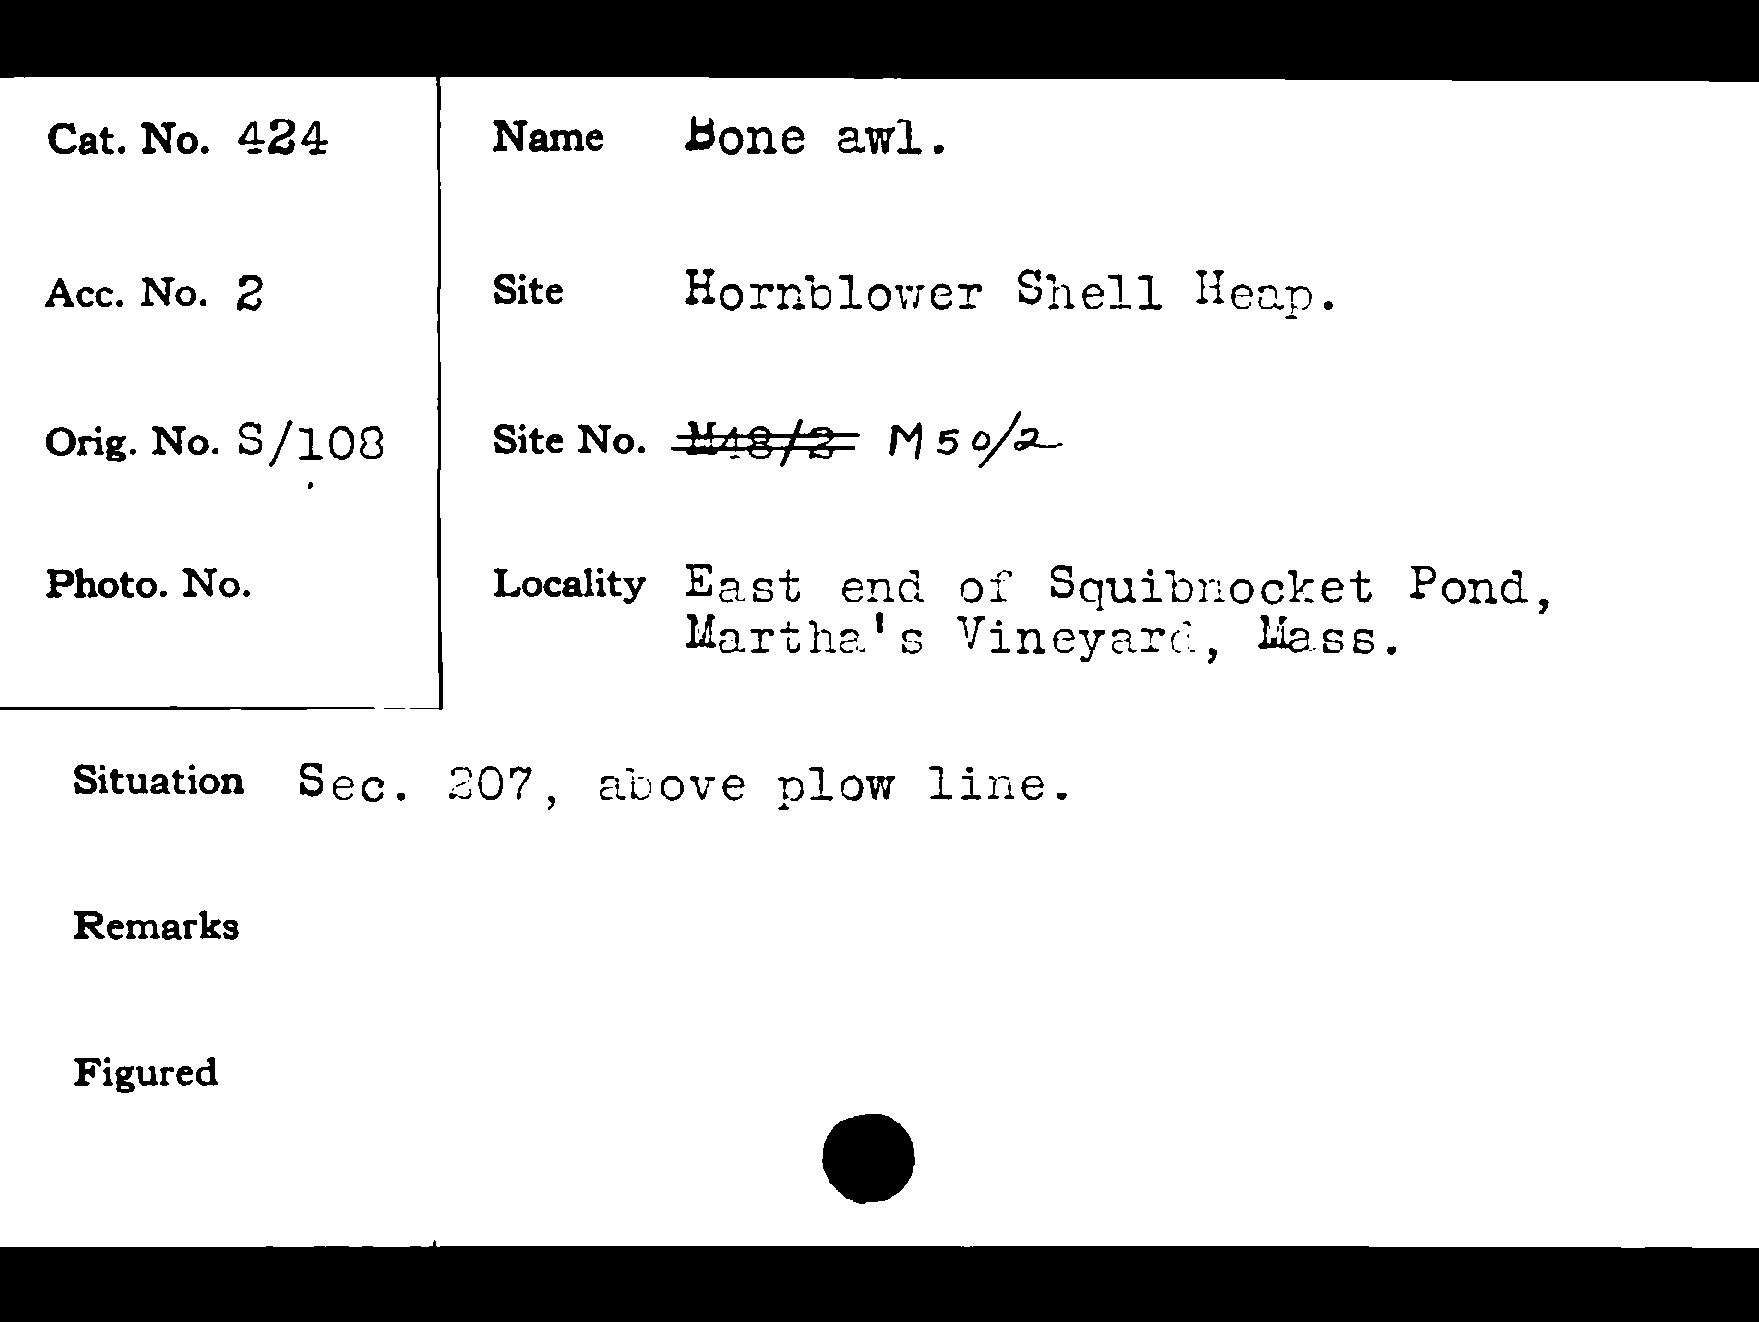 Cat. No. 424
Name Bone awl.
Acc. No. 2
Site Hornblower Shell Heap.
Orig. No. S/108
Site No. M48/2 M50/2
Photo. No.
Locality East end of Squibnocket Pond,
Martha's Vineyard, Mass.
Situation Sec. 207, above plow line.
Remarks
Figured